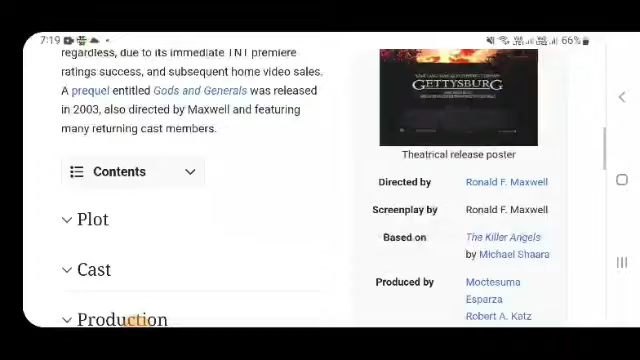 7:19
66%
regardless, due to its immediate TNT premiere
ratings success, and subsequent home video sales.
A prequel entitled Gods and Generals was released
in 2003, also directed by Maxwell and featuring
many returning cast members.
Contents
Plot
Cast
Production
GETTYSBURG
Theatrical release poster
Directed by Ronald F. Maxwell
Screenplay by Ronald F. Maxwell
Based on The Killer Angels
by Michael Shaara
Produced by Moctesuma
Esparza
Robert A. Katz